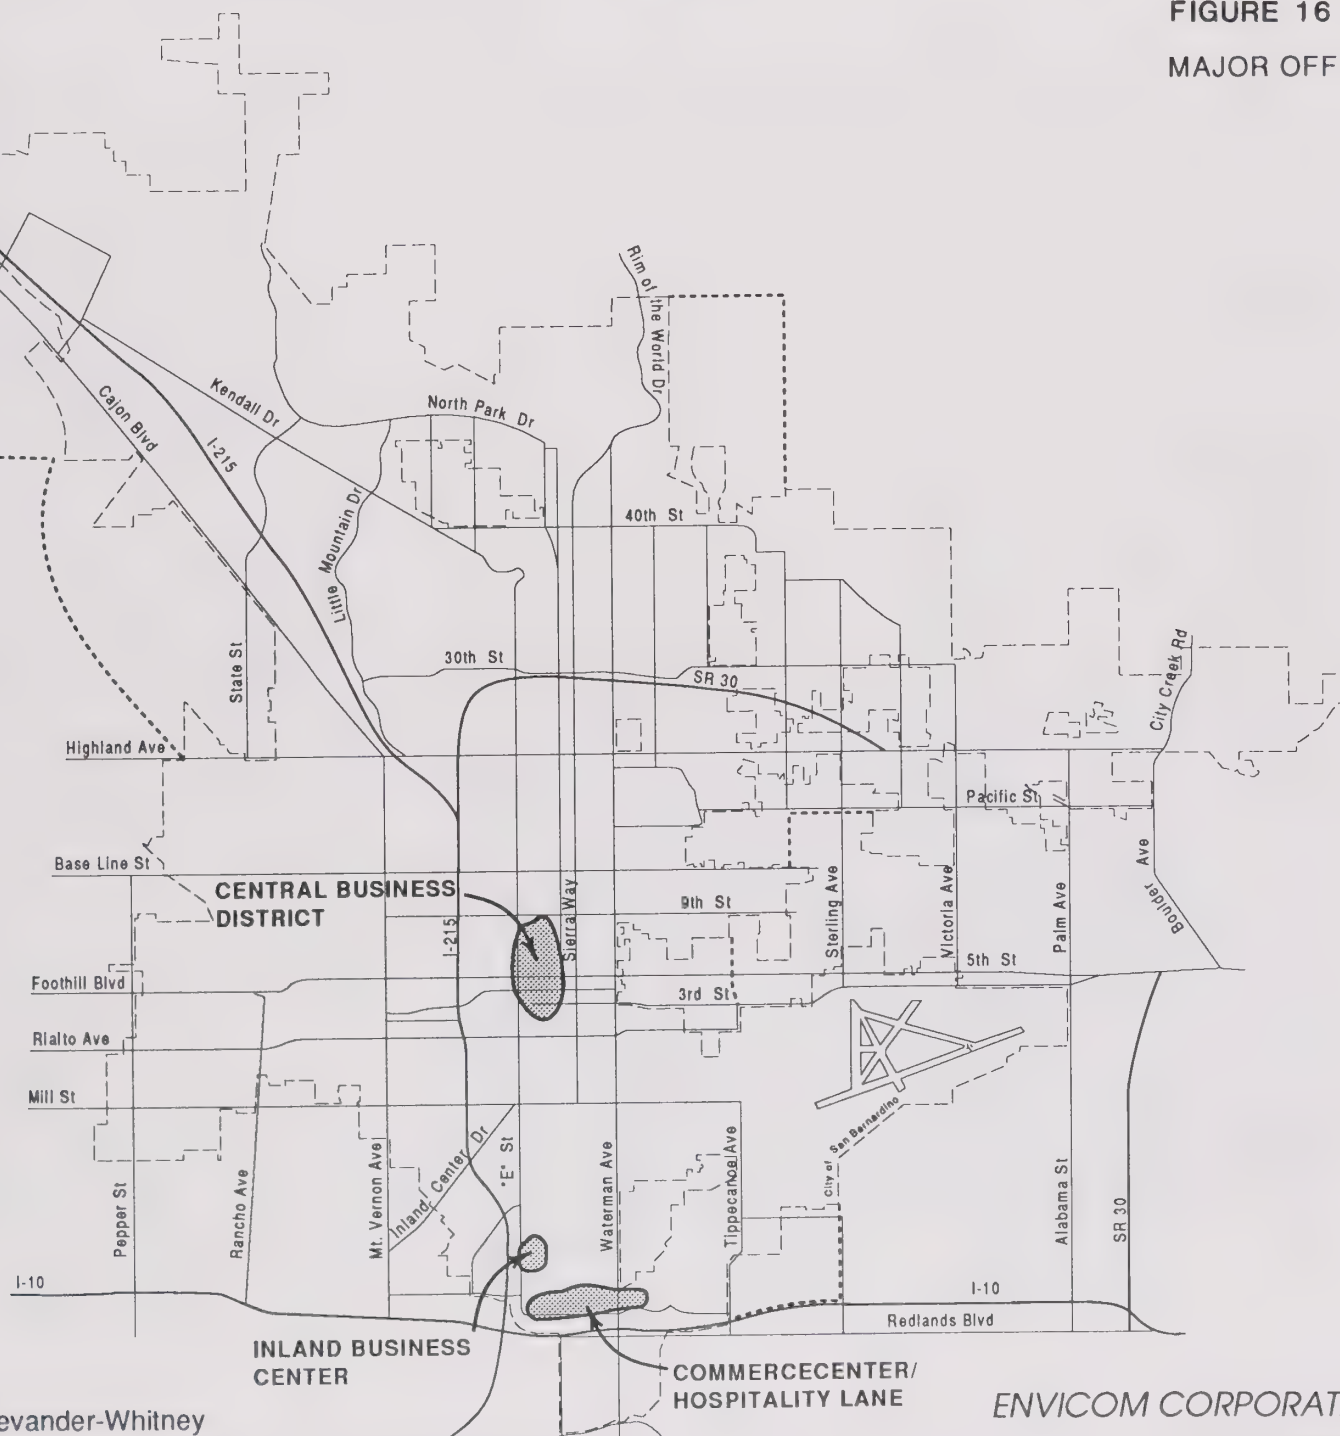 FIGURE 16
MAJOR OFF
Rim of the World Dr
Kendall Dr
North Park Dr
Cajon Blvd
I-215
40th St
Little Mountain Dr
State St
30th St
SR 30
City Creek Rd
Highland Ave
Pacific St
Base Line St
CENTRAL BUSINESS
DISTRICT
9th St
Sierra Way
I-215
Sterling Ave
Victoria Ave
Palm Ave
Boulder Ave
5th St
Foothill Blvd
3rd St
Rialto Ave
Mill St
City of San Bernardino
Pepper St
Rancho Ave
Mt. Vernon Ave
Inland Center Dr
"E" St
Waterman Ave
Tippecanoe Ave
Alabama St
SR 30
I-10
I-10
Redlands Blvd
INLAND BUSINESS
CENTER
COMMERCECENTER/
HOSPITALITY LANE
evander-Whitney
ENVICOM CORPORAT